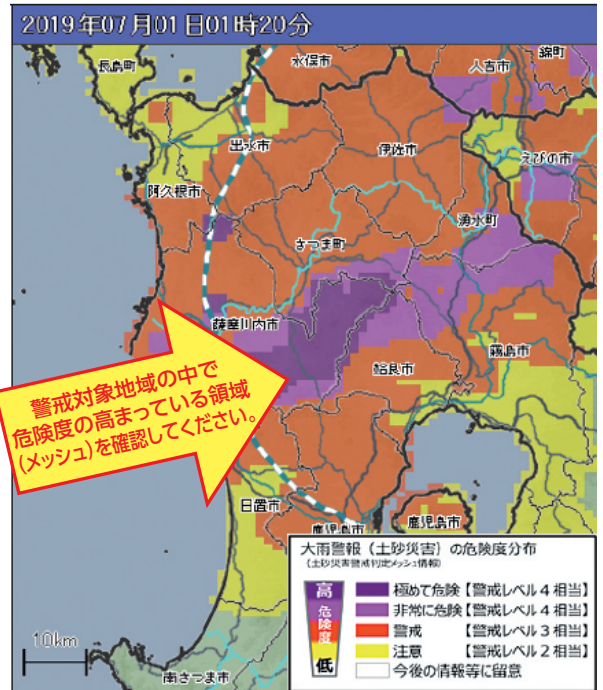 2019年07月01日01時20分
長島町
水俣市
人吉市
錦町
出水市
伊佐市
えびの市
阿久根市
湧水町
さつま町
薩摩川内市
霧島市
姶良市
警戒対象地域の中で
危険度の高まっている領域
(メッシュ)を確認してください。
日置市
鹿児島市
鹿児島市
10km
南さつま市
大雨警報(土砂災害)の危険度分布
(土砂災害警戒判定メッシュ情報)
高
危険度
低
極めて危険【警戒レベル4相当】
非常に危険【警戒レベル4相当】
警戒【警戒レベル3相当】
注意【警戒レベル2相当】
今後の情報等に留意